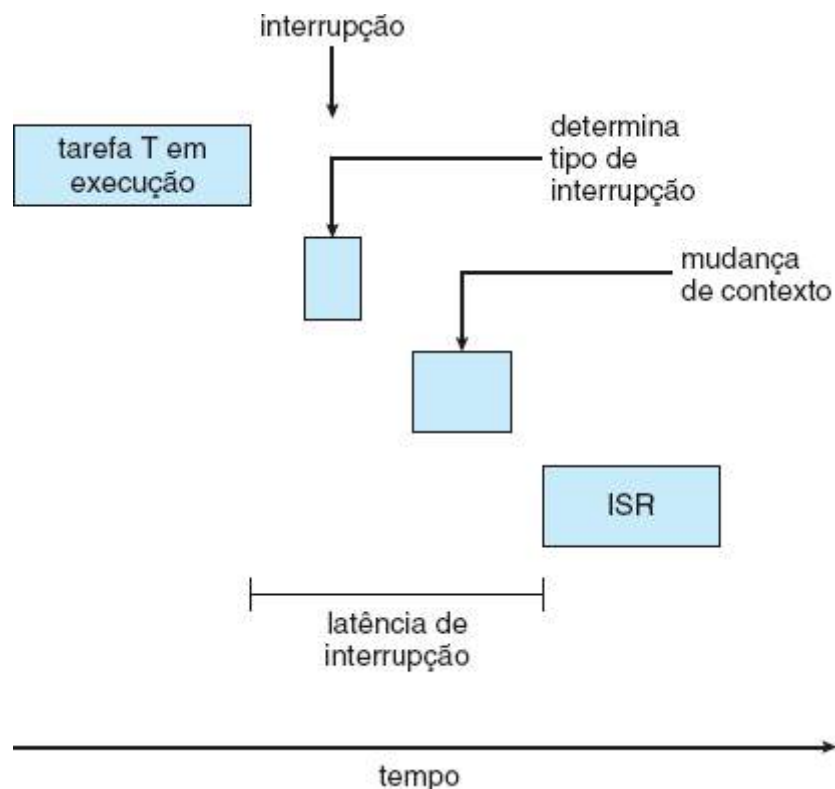 interrupção
tarefa T em
execução
determina
tipo de
interrupção
mudança
de contexto
ISR
latência de
interrupção
tempo